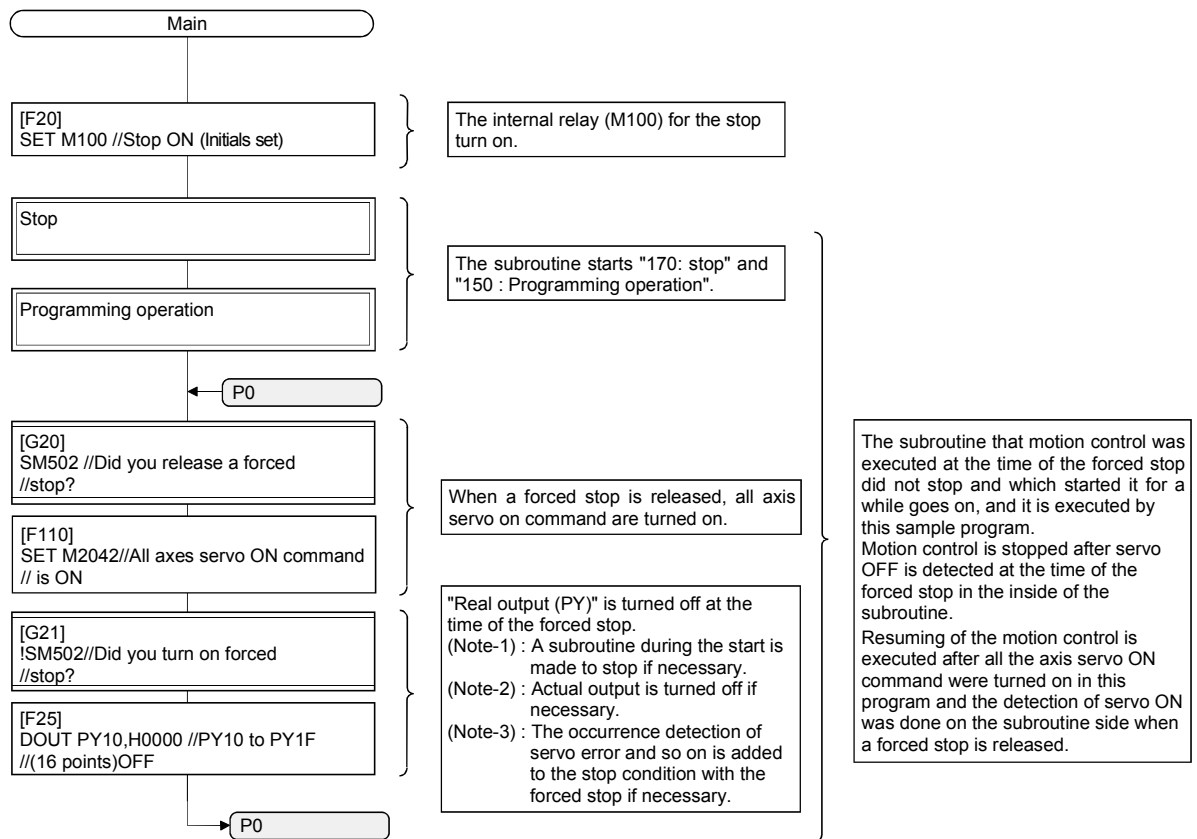 Main
[F20]
SET M100 //Stop ON (Initials set)
The internal relay (M100) for the stop
turn on.
Stop
Programming operation
The subroutine starts "170: stop" and
"150 : Programming operation".
P0
[G20]
SM502 //Did you release a forced
//stop?
[F110]
SET M2042//All axes servo ON command
// is ON
When a forced stop is released, all axis
servo on command are turned on.
[G21]
!SM502//Did you turn on forced
//stop?
[F25]
DOUT PY10,H0000 //PY10 to PY1F
//(16 points)OFF
"Real output (PY)" is turned off at the
time of the forced stop.
(Note-1) : A subroutine during the start is
made to stop if necessary.
(Note-2) : Actual output is turned off if
necessary.
(Note-3) : The occurrence detection of
servo error and so on is added
to the stop condition with the
forced stop if necessary.
P0
The subroutine that motion control was
executed at the time of the forced stop
did not stop and which started it for a
while goes on, and it is executed by
this sample program.
Motion control is stopped after servo
OFF is detected at the time of the
forced stop in the inside of the
subroutine.
Resuming of the motion control is
executed after all the axis servo ON
command were turned on in this
program and the detection of servo ON
was done on the subroutine side when
a forced stop is released.